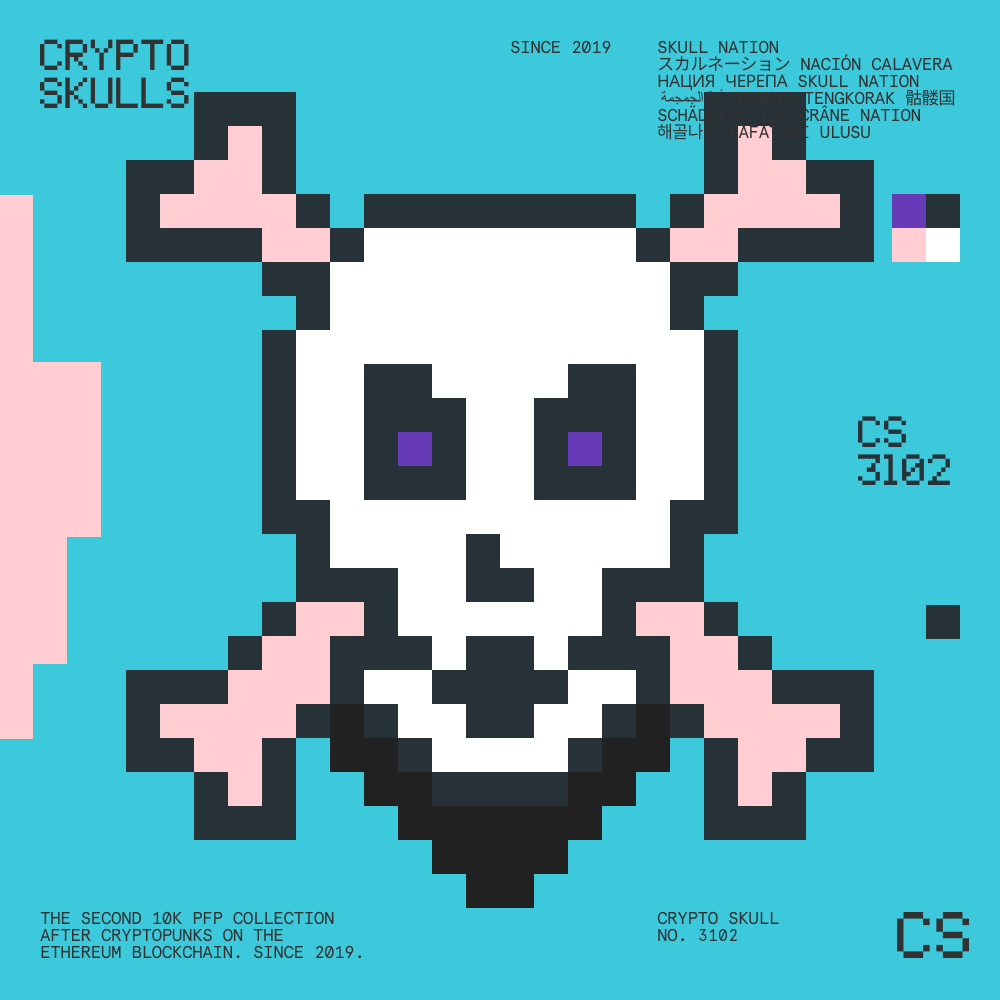 CRYPTO
SKULLS
SINCE 2019
SKULL NATION
スカルネーション NACIÓN CALAVERA
НАЦИЯ ЧЕРЕПА SKULL NATION
TENGKORAK 骷髅国
CRÂNE NATION
ULUSU
CS
3102
THE SECOND 10K PFP COLLECTION
AFTER CRYPTOPUNKS ON THE
ETHEREUM BLOCKCHAIN. SINCE 2019.
CRYPTO SKULL
NO. 3102
CS